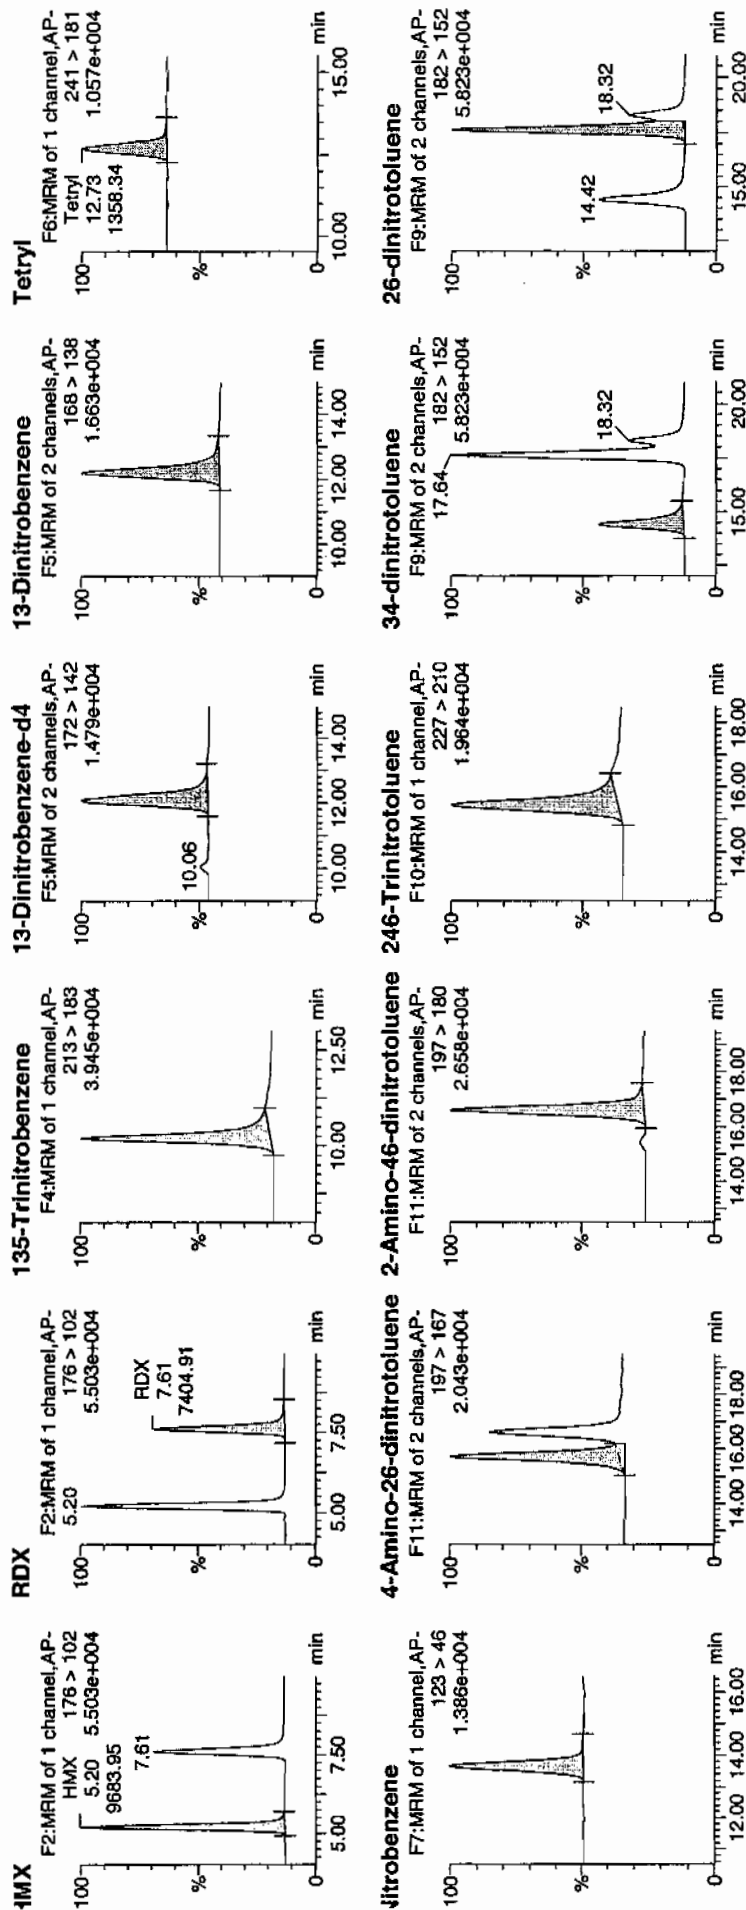 HMX
F2:MRM of 1 channel,AP-
HMX 176 > 102
5.20 5.503e+004
9683.95
7.61
100
%
0
5.00 7.50 min
RDX
F2:MRM of 1 channel,AP-
5.20 176 > 102
5.503e+004
RDX
7.61
7404.91
100
%
0
5.00 7.50 min
135-Trinitrobenzene
F4:MRM of 1 channel,AP-
213 > 183
3.945e+004
100
%
0
10.00 12.50 min
13-Dinitrobenzene-d4
F5:MRM of 2 channels,AP-
172 > 142
1.479e+004
10.06
100
%
0
10.00 12.00 14.00 min
13-Dinitrobenzene
F5:MRM of 2 channels,AP-
168 > 138
1.663e+004
100
%
0
10.00 12.00 14.00 min
Tetryl
F6:MRM of 1 channel,AP-
Tetryl 241 > 181
12.73 1.057e+004
1358.34
100
%
0
10.00 15.00 min
Nitrobenzene
F7:MRM of 1 channel,AP-
123 > 46
1.386e+004
100
%
0
12.00 14.00 16.00 min
4-Amino-26-dinitrotoluene
F11:MRM of 2 channels,AP-
197 > 167
2.043e+004
100
%
0
14.00 16.00 18.00 min
2-Amino-46-dinitrotoluene
F11:MRM of 2 channels,AP-
197 > 180
2.658e+004
100
%
0
14.00 16.00 18.00 min
246-Trinitrotoluene
F10:MRM of 1 channel,AP-
227 > 210
1.964e+004
100
%
0
14.00 16.00 18.00 min
34-dinitrotoluene
F9:MRM of 2 channels,AP-
17.64 182 > 152
5.823e+004
18.32
100
%
0
15.00 20.00 min
26-dinitrotoluene
F9:MRM of 2 channels,AP-
182 > 152
5.823e+004
14.42 18.32
100
%
0
15.00 20.00 min